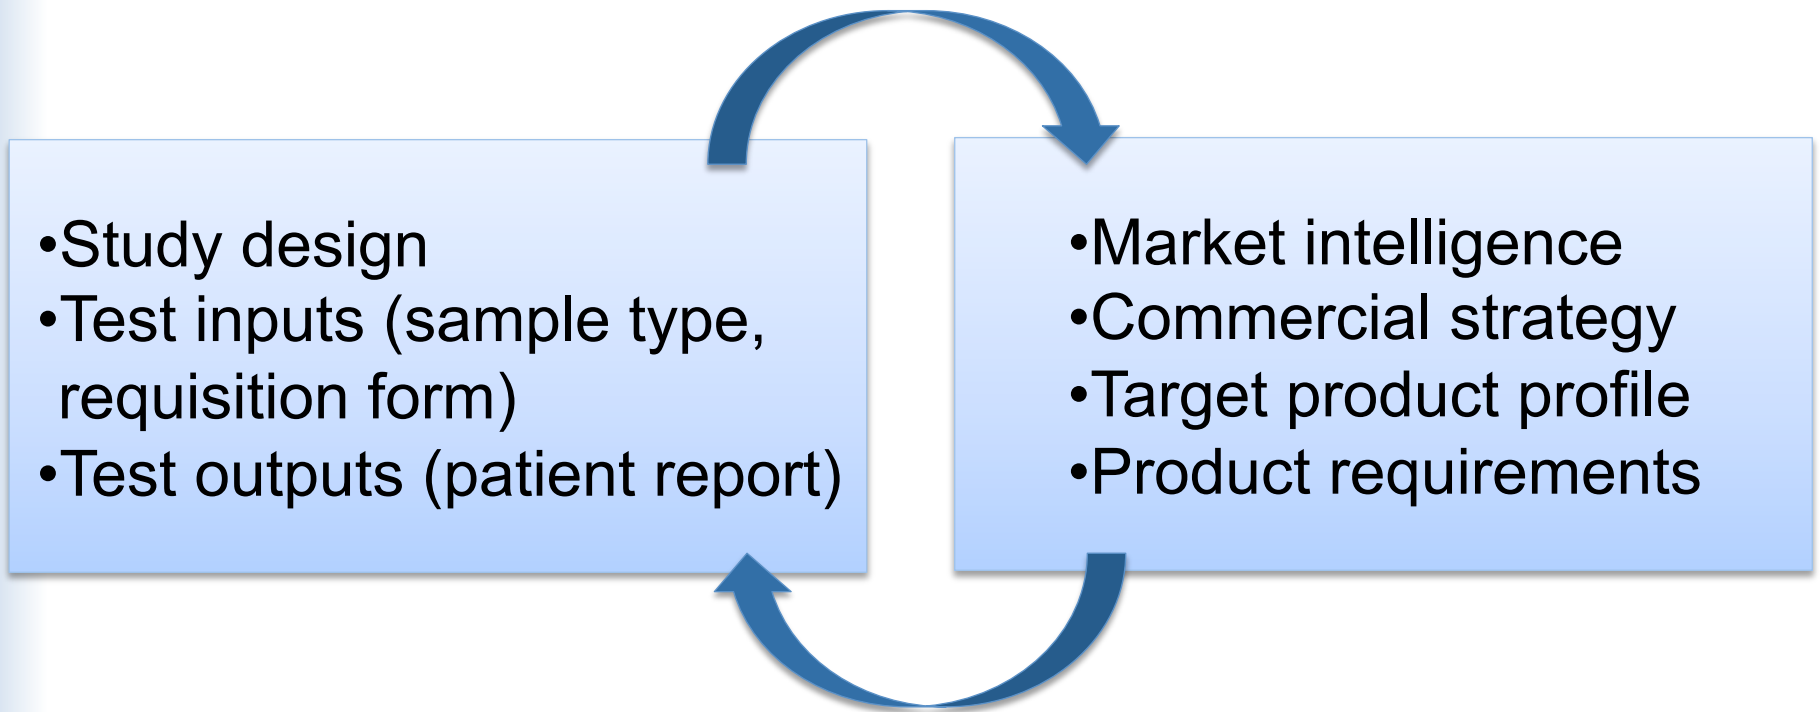 •Study design
•Test inputs (sample type,
requisition form)
•Test outputs (patient report)
•Market intelligence
•Commercial strategy
•Target product profile
•Product requirements